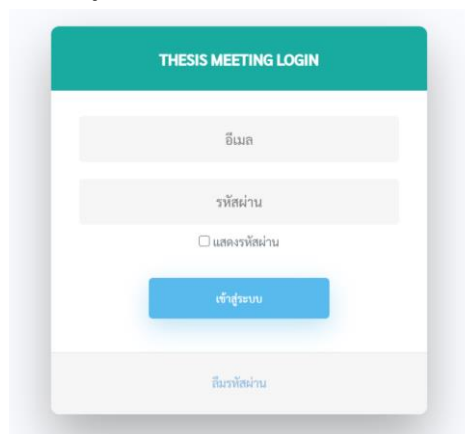 THESIS MEETING LOGIN
อีเมล
รหัสผ่าน
แสดงรหัสผ่าน
เข้าสู่ระบบ
ลืมรหัสผ่าน